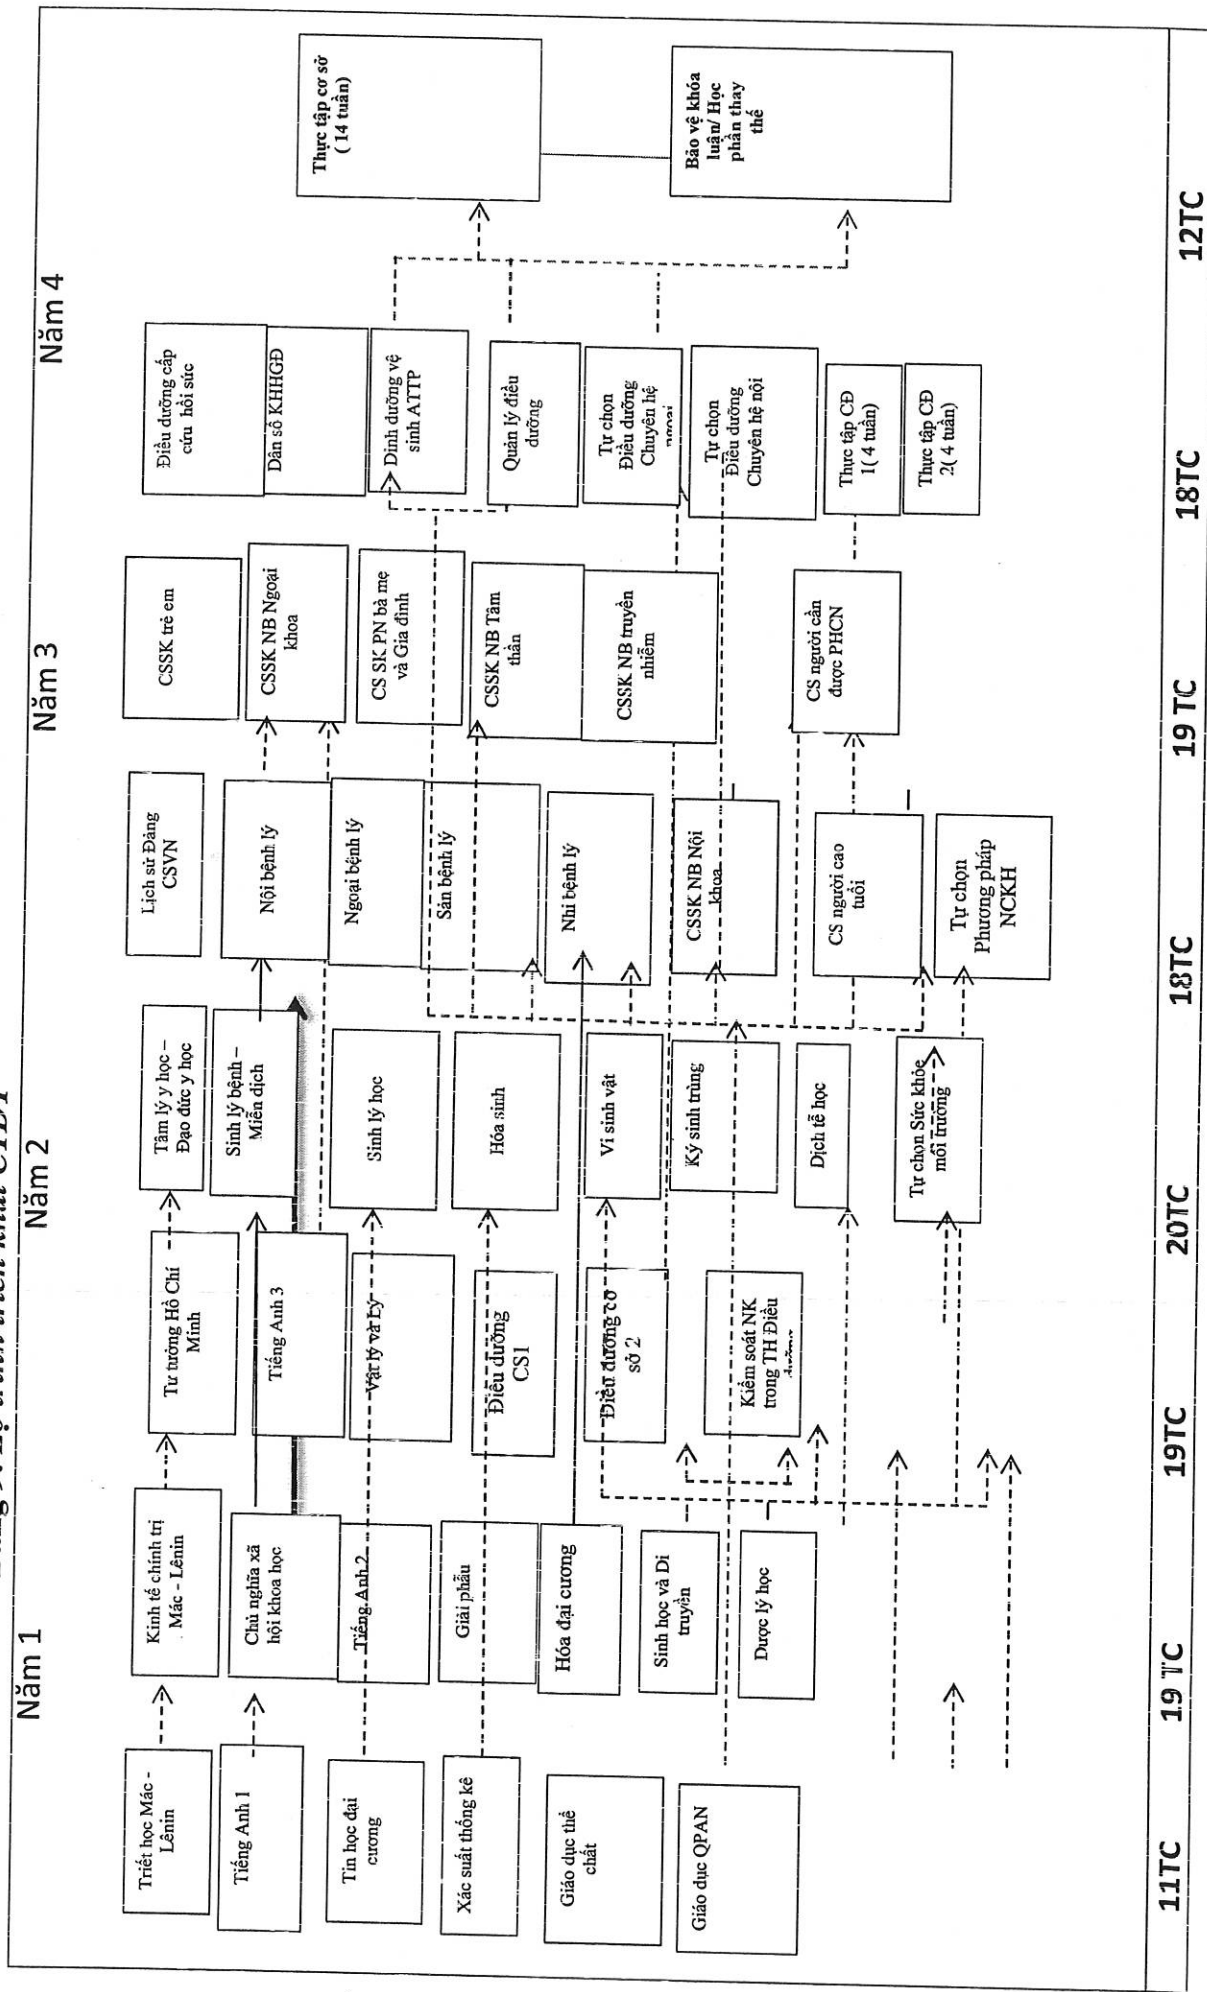 Lộ trình triển khai CTĐT
Năm 1
Năm 2
Năm 3
Năm 4
Triết học Mác -
Lênin
Tiếng Anh 1
Tin học đại
cương
Xác suất thống kê
Giáo dục thể
chất
Giáo dục QPAN
Kinh tế chính trị
Mác - Lênin
Chủ nghĩa xã
hội khoa học
Tiếng Anh 2
Giải phẫu
Hóa đại cương
Sinh học và Di
truyền
Dược lý học
Tư tưởng Hồ Chí
Minh
Tiếng Anh 3
Vật lý và Lý
Điều dưỡng
CS1
Điều dưỡng cơ
sở 2
Kiểm soát NK
trong TH Điều
Tâm lý y học –
Đạo đức y học
Sinh lý bệnh –
Miễn dịch
Sinh lý học
Hóa sinh
Vi sinh vật
Ký sinh trùng
Dịch tễ học
Tự chọn Sức khỏe
môi trường
Lịch sử Đảng
CSVN
Nội bệnh lý
Ngoại bệnh lý
Sản bệnh lý
Nhi bệnh lý
CSSK NB Nội
khoa
CS người cao
tuổi
Tự chọn
Phương pháp
NCKH
CSSK trẻ em
CSSK NB Ngoại
khoa
CS SK PN bà mẹ
và Gia đình
CSSK NB Tâm
thần
CSSK NB truyền
nhiễm
CS người cần
được PHCN
Điều dưỡng cấp
cứu hồi sức
Dân số KHHGĐ
Dinh dưỡng vệ
sinh ATTP
Quản lý điều
dưỡng
Tự chọn
Điều dưỡng
Chuyên hệ
ngoại
Tự chọn
Điều dưỡng
Chuyên hệ nội
Thực tập CĐ
1( 4 tuần)
Thực tập CĐ
2( 4 tuần)
Thực tập cơ sở
( 14 tuần)
Bảo vệ khóa
luận/ Học
phần thay
thế
11TC
19 TC
19TC
20TC
18TC
19 TC
18TC
12TC